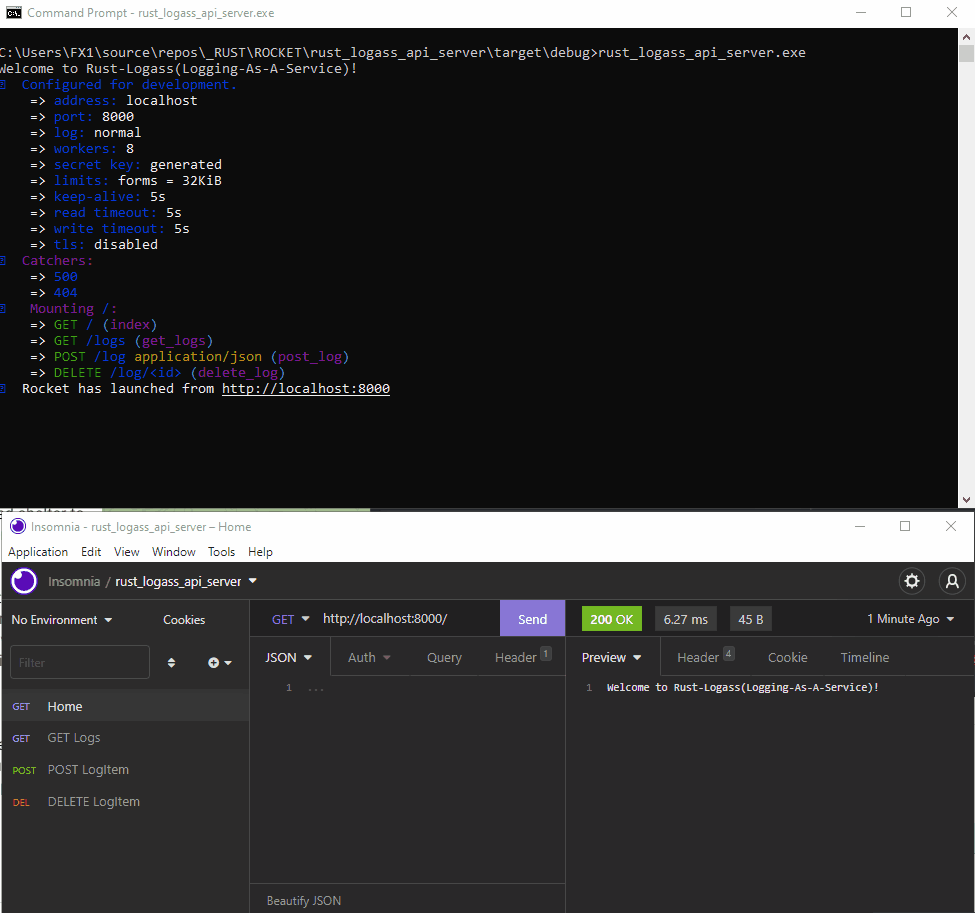 Command Prompt - rust_logass_api_server.exe
C:\Users\FX1\source\repos\_RUST\ROCKET\rust_logass_api_server\target\debug>rust_logass_api_server.exe
Welcome to Rust-Logass(Logging-As-A-Service)!
Configured for development.
=> address: localhost
=> port: 8000
=> log: normal
=> workers: 8
=> secret key: generated
=> limits: forms = 32KiB
=> keep-alive: 5s
=> read timeout: 5s
=> write timeout: 5s
=> tls: disabled
Catchers:
=> 500
=> 404
Mounting /:
=> GET / (index)
=> GET /logs (get_logs)
=> POST /log application/json (post_log)
=> DELETE /log/<id> (delete_log)
Rocket has launched from http://localhost:8000
Insomnia - rust_logass_api_server – Home
Application Edit View Window Tools Help
Insomnia / rust_logass_api_server
No Environment Cookies GET http://localhost:8000/ Send 200 OK 6.27 ms 45 B 1 Minute Ago
Filter JSON Auth Query Header 1 Preview Header 4 Cookie Timeline
1 ... 1 Welcome to Rust-Logass(Logging-As-A-Service)!
GET Home
GET GET Logs
POST POST LogItem
DEL DELETE LogItem
Beautify JSON